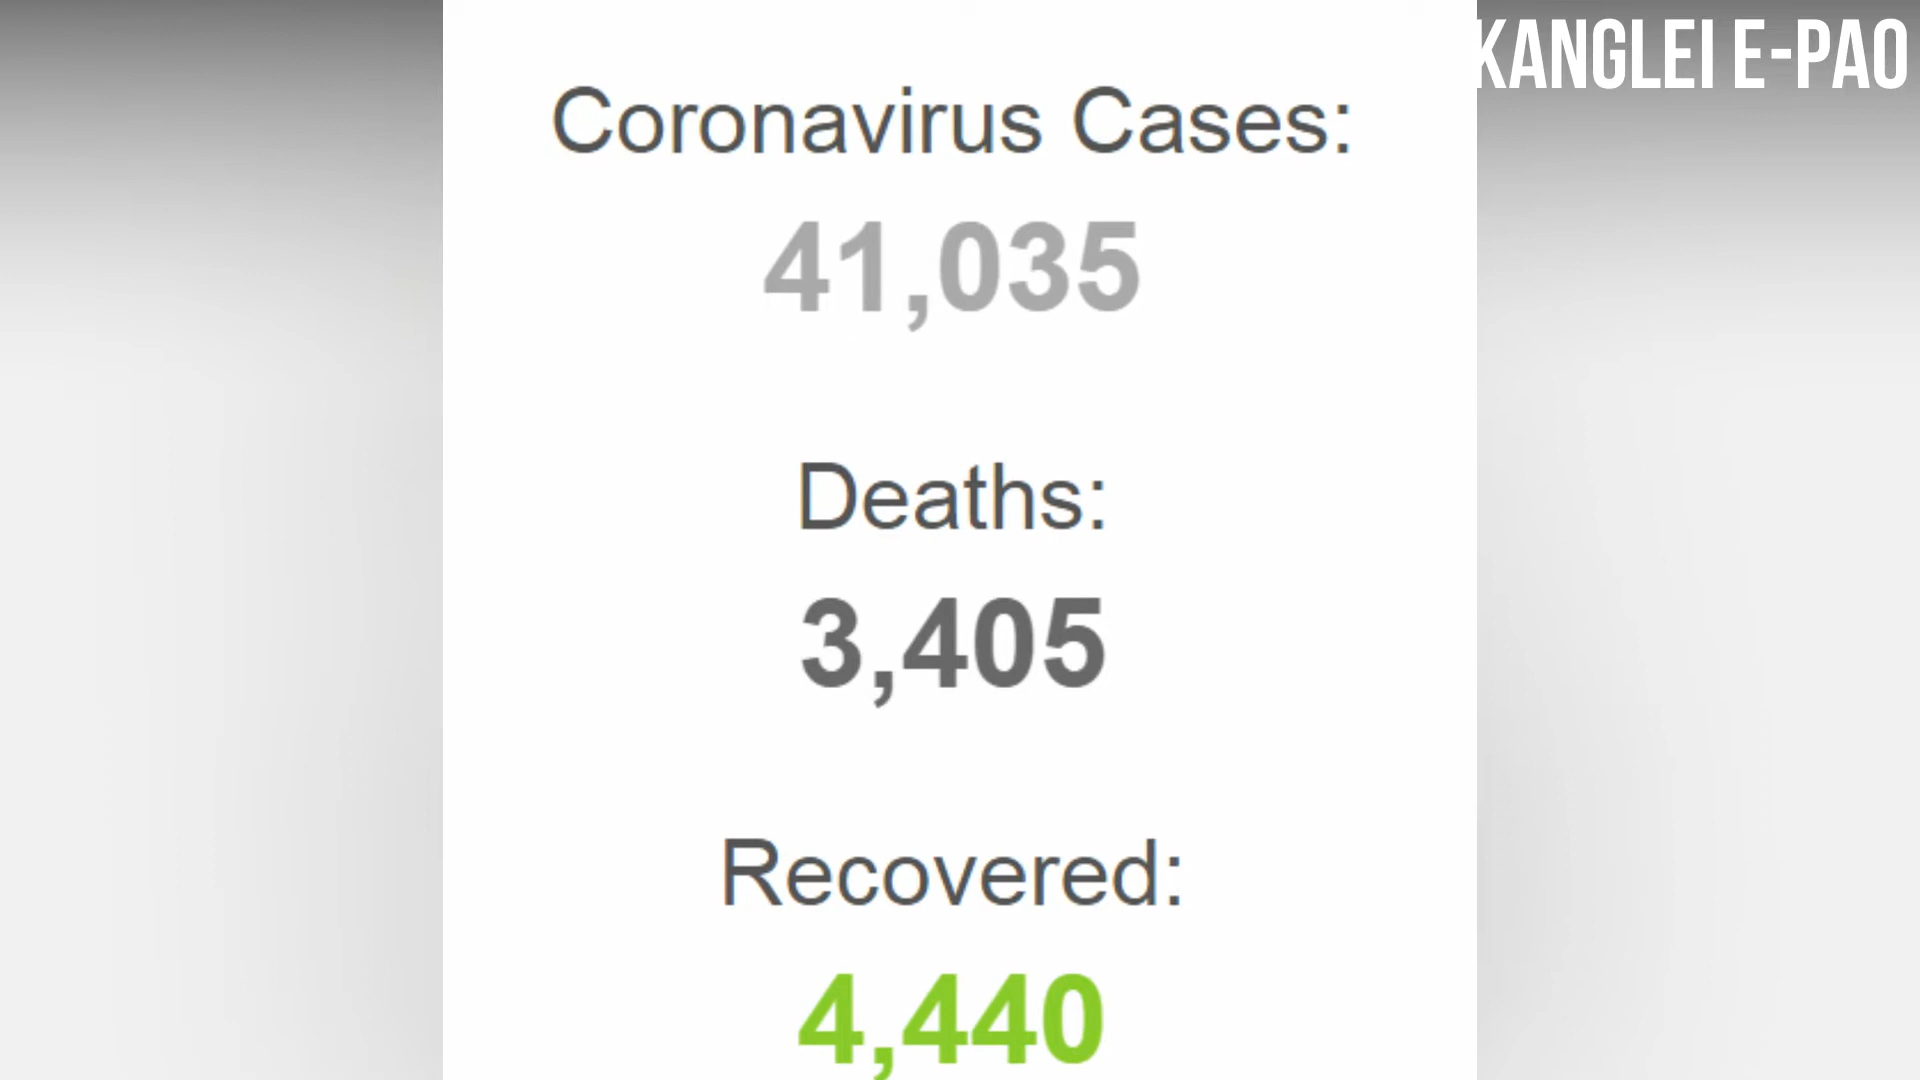 KANGLEI E-PAO
Coronavirus Cases:
41,035
Deaths:
3,405
Recovered:
4,440